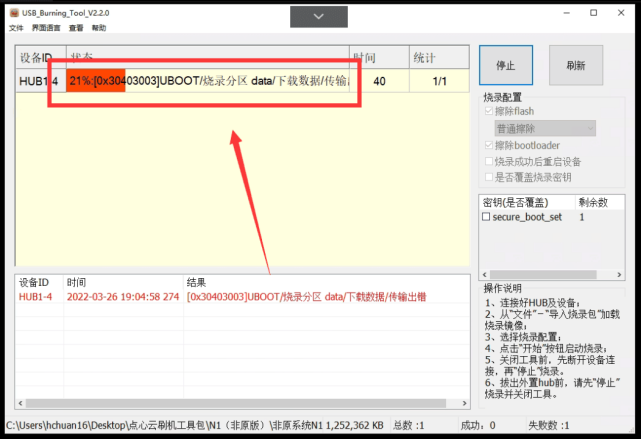 USB_Burning_Tool_V2.2.0
文件 界面语言 查看 帮助
设备ID 状态 时间 统计
HUB1-4 21%:[0x30403003]UBOOT/烧录分区 data/下载数据/传输出 40 1/1
停止 刷新
烧录配置
擦除flash
普通擦除
擦除bootloader
烧录成功后重启设备
是否覆盖烧录密钥
密钥(是否覆盖) 剩余数
secure_boot_set 1
设备ID 时间 结果
HUB1-4 2022-03-26 19:04:58 274 [0x30403003]UBOOT/烧录分区 data/下载数据/传输出错
操作说明
1、连接好HUB及设备;
2、从“文件”-“导入烧录包”加载
烧录镜像;
3、选择烧录配置;
4、点击“开始”按钮启动烧录;
5、关闭工具前,先断开设备连
接,再“停止”烧录。
6、拔出外置hub前,请先“停止”
烧录并关闭工具。
C:\Users\hchuan16\Desktop\点心云刷机工具包\N1（非原版）\非原系统N1 1,252,362 KB 总数 :1 成功：0 失败数 :1